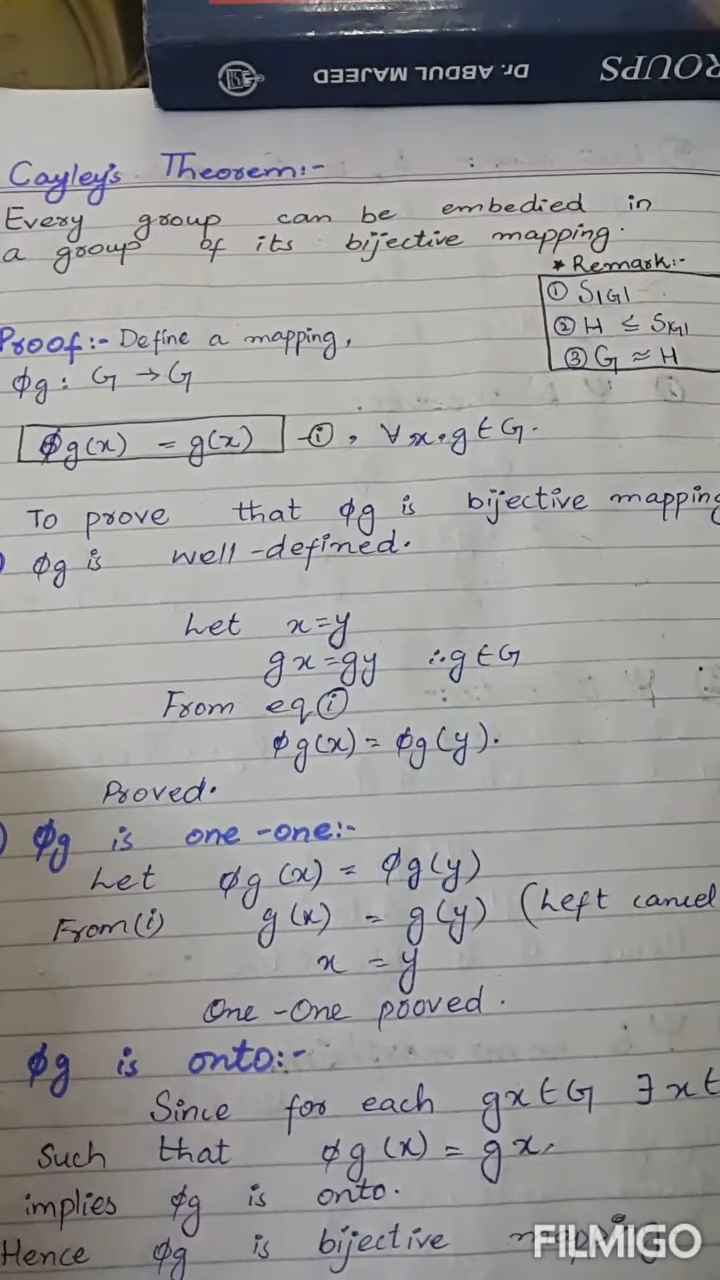 ROUPS
Dr. ABDUL MAJEED
Cayley's Theorem:-
Every group can be embedied in
a group of its bijective mapping.
* Remark:-
① S|G|
② H ≤ S|G|
③ G ≈ H
Proof:- Define a mapping,
φg : G → G
φg(x) = g(x) -①, ∀ x, g ∈ G.
To prove that φg is bijective mapping
) φg is well-defined.
Let x=y
gx=gy ∴g ∈ G
From eq①
φg(x) = φg(y).
Proved.
) φg is one-one:-
Let φg(x) = φg(y)
From(i) g(x) = g(y) (Left cancel
x = y
One-One pooved.
φg is onto:-
Since for each gx ∈ G ∃ x ∈
Such that φg(x) = gx,
implies φg is onto.
Hence φg is bijective mapping
FILMIGO